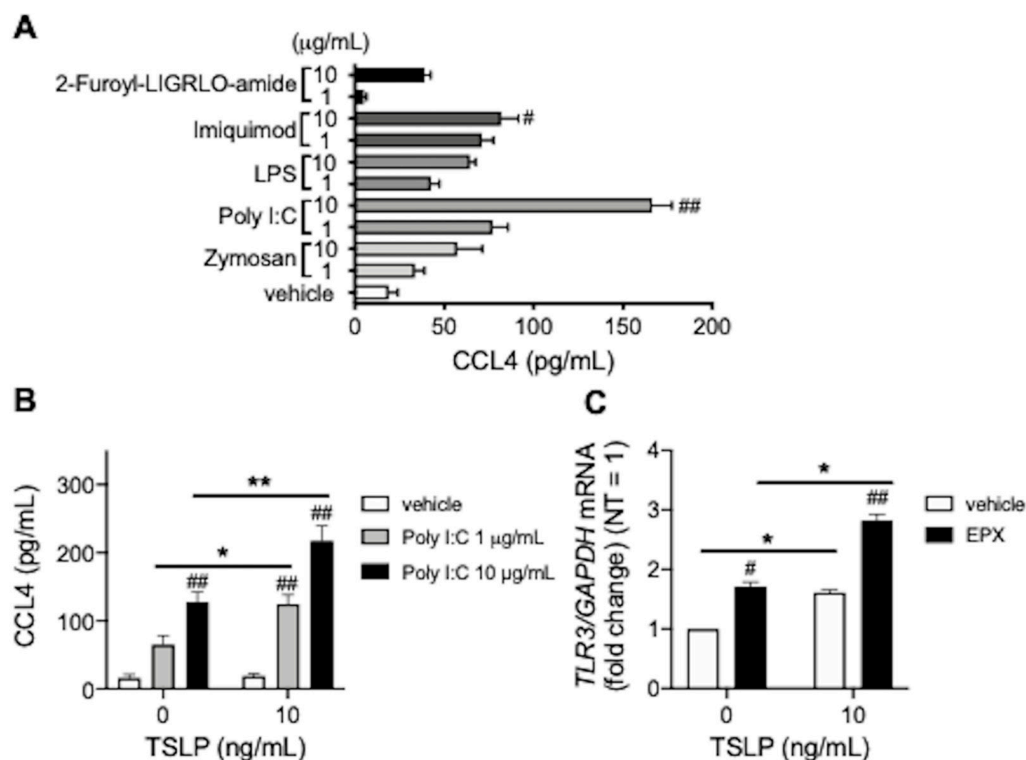 A
(μg/mL)
2-Furoyl-LIGRLO-amide [ 10
1
Imiquimod [ 10 #
1
LPS [ 10
1
Poly I:C [ 10 ##
1
Zymosan [ 10
1
vehicle
0 50 100 150 200
CCL4 (pg/mL)
B
CCL4 (pg/mL)
300
200
100
0
**
##
*
## ##
0 10
TSLP (ng/mL)
vehicle
Poly I:C 1 μg/mL
Poly I:C 10 μg/mL
C
TLR3/GAPDH mRNA
(fold change) (NT = 1)
4
3
2
1
0
*
##
*
#
0 10
TSLP (ng/mL)
vehicle
EPX